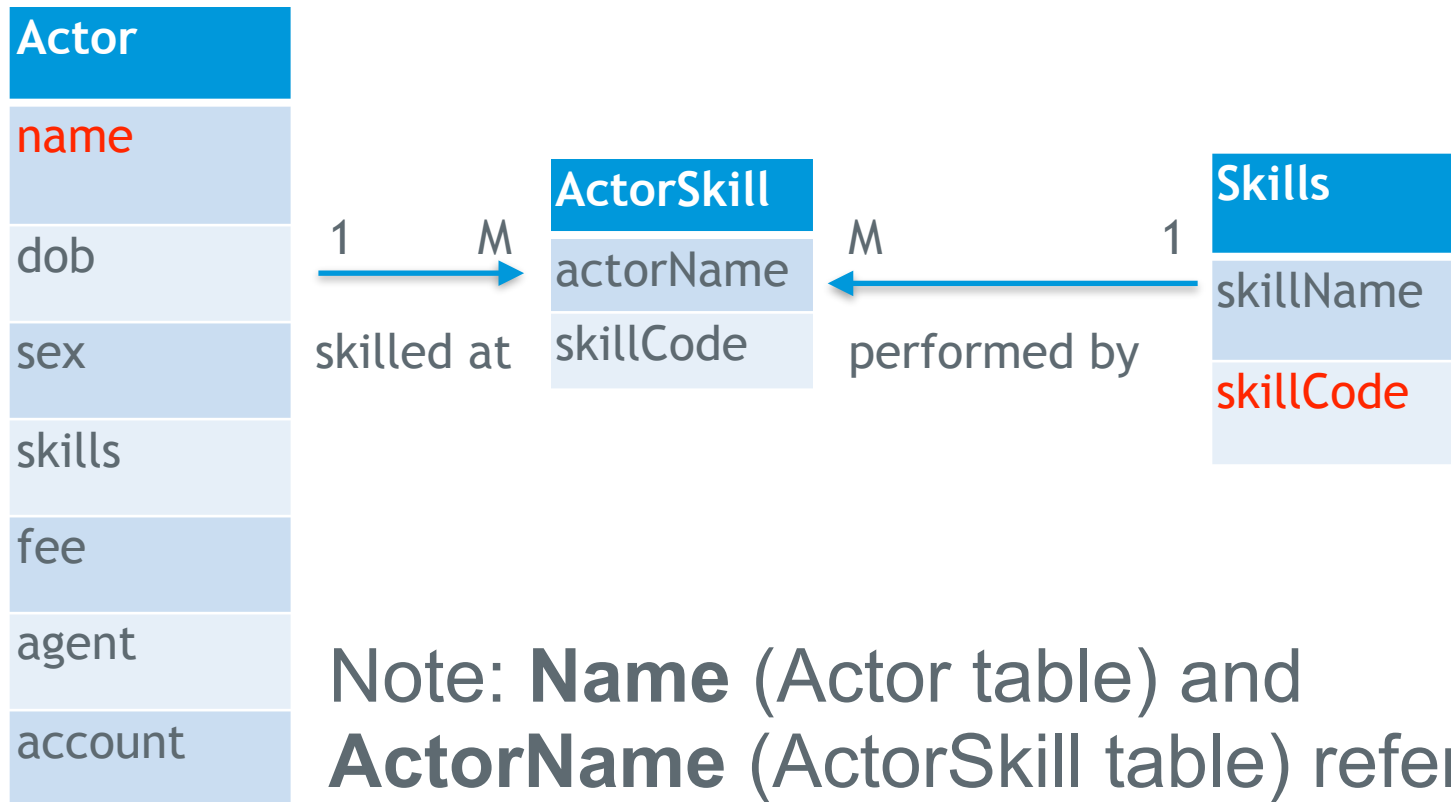 Actor
name
dob
sex
skills
fee
agent
account
1 M
skilled at
ActorSkill
actorName
skillCode
M 1
performed by
Skills
skillName
skillCode
Note: Name (Actor table) and
ActorName (ActorSkill table) refer